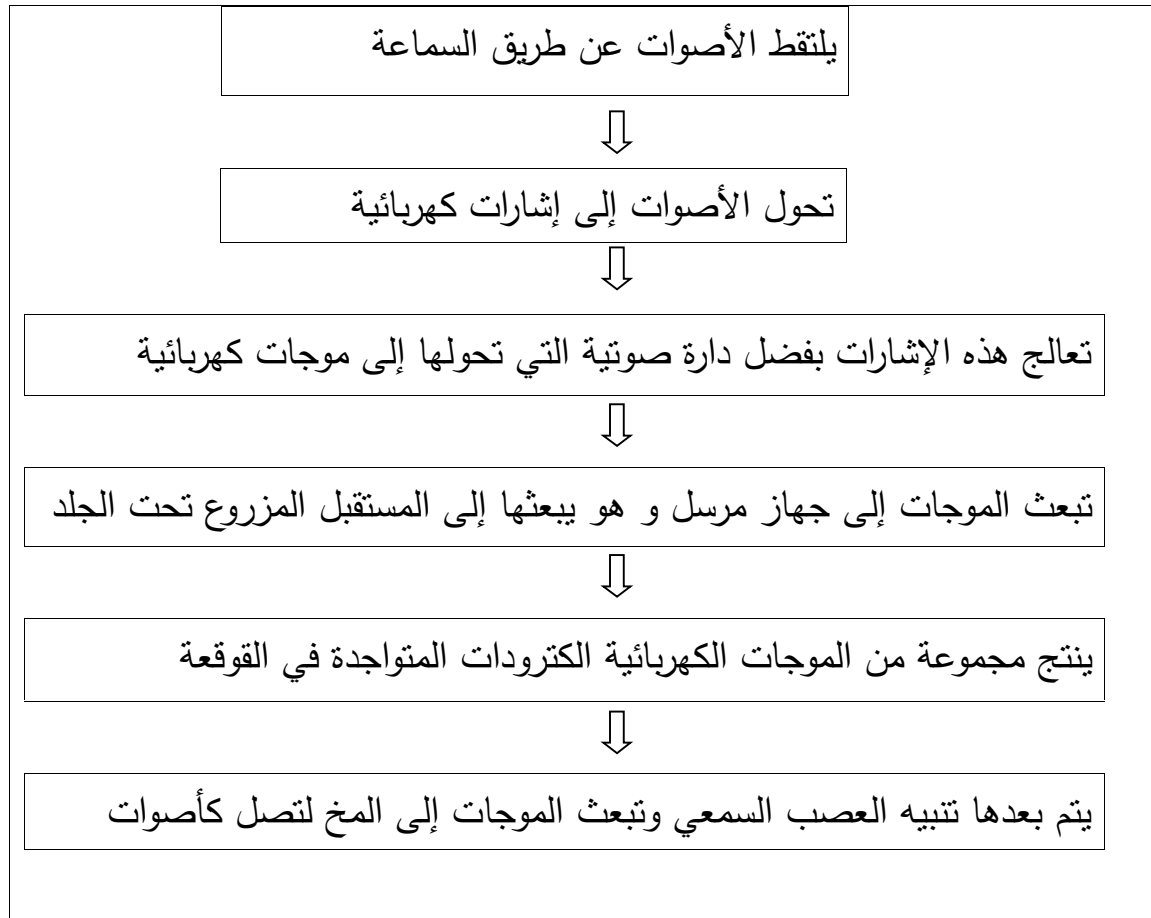 يلتقط الأصوات عن طريق السماعة
تحول الأصوات إلى إشارات كهربائية
تعالج هذه الإشارات بفضل دارة صوتية التي تحولها إلى موجات كهربائية
تبعث الموجات إلى جهاز مرسل و هو يبعثها إلى المستقبل المزروع تحت الجلد
ينتج مجموعة من الموجات الكهربائية الكترودات المتواجدة في القوقعة
يتم بعدها تنبيه العصب السمعي وتبعث الموجات إلى المخ لتصل كأصوات